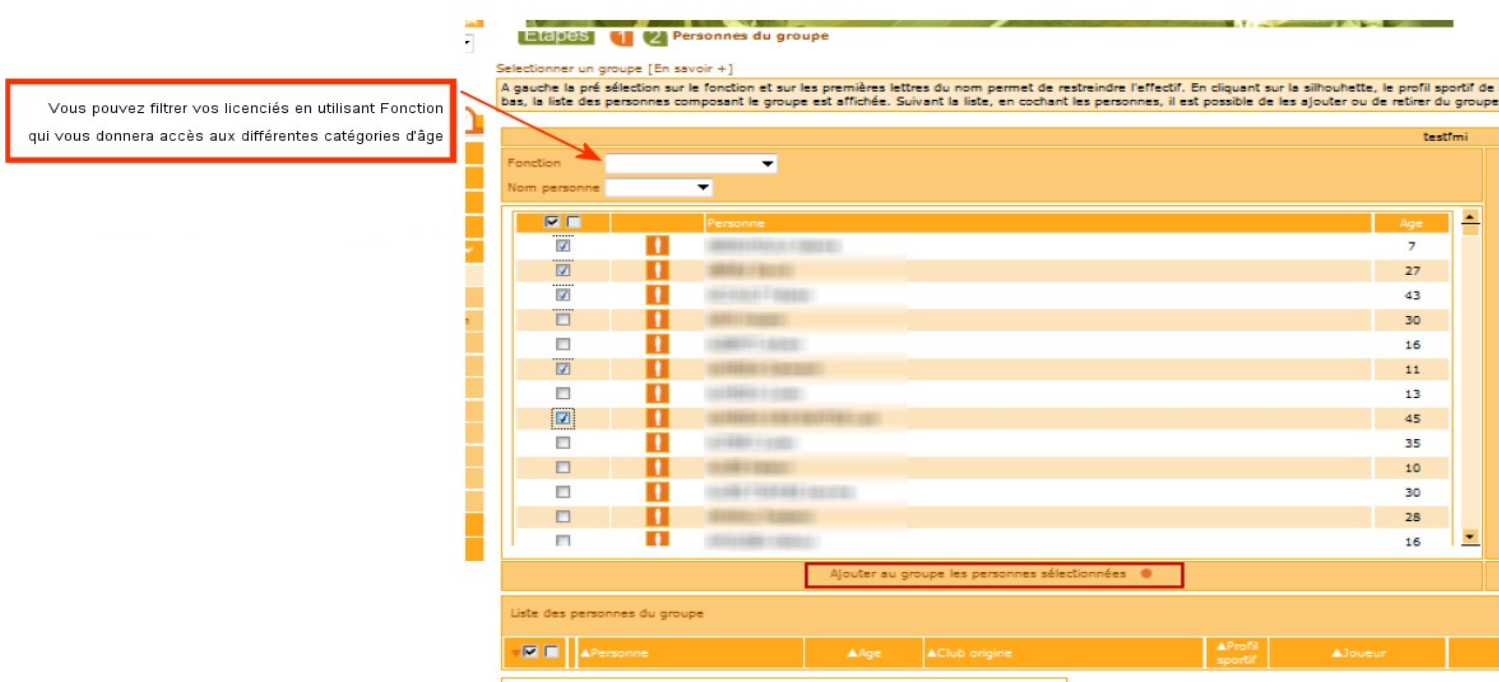 Etapes 1 2 Personnes du groupe
Selectionner un groupe [En savoir +]
A gauche la pré sélection sur le fonction et sur les premières lettres du nom permet de restreindre l'effectif. En cliquant sur la silhouhette, le profil sportif de
bas, la liste des personnes composant le groupe est affichée. Suivant la liste, en cochant les personnes, il est possible de les ajouter ou de retirer du groupe
Vous pouvez filtrer vos licenciés en utilisant Fonction
qui vous donnera accès aux différentes catégories d'âge
testfmi
Fonction
Nom personne
Personne Age
7
27
43
30
16
11
13
45
35
10
30
28
16
Ajouter au groupe les personnes sélectionnées
Liste des personnes du groupe
▲Personne ▲Age ▲Club origine ▲Profil sportif ▲Joueur